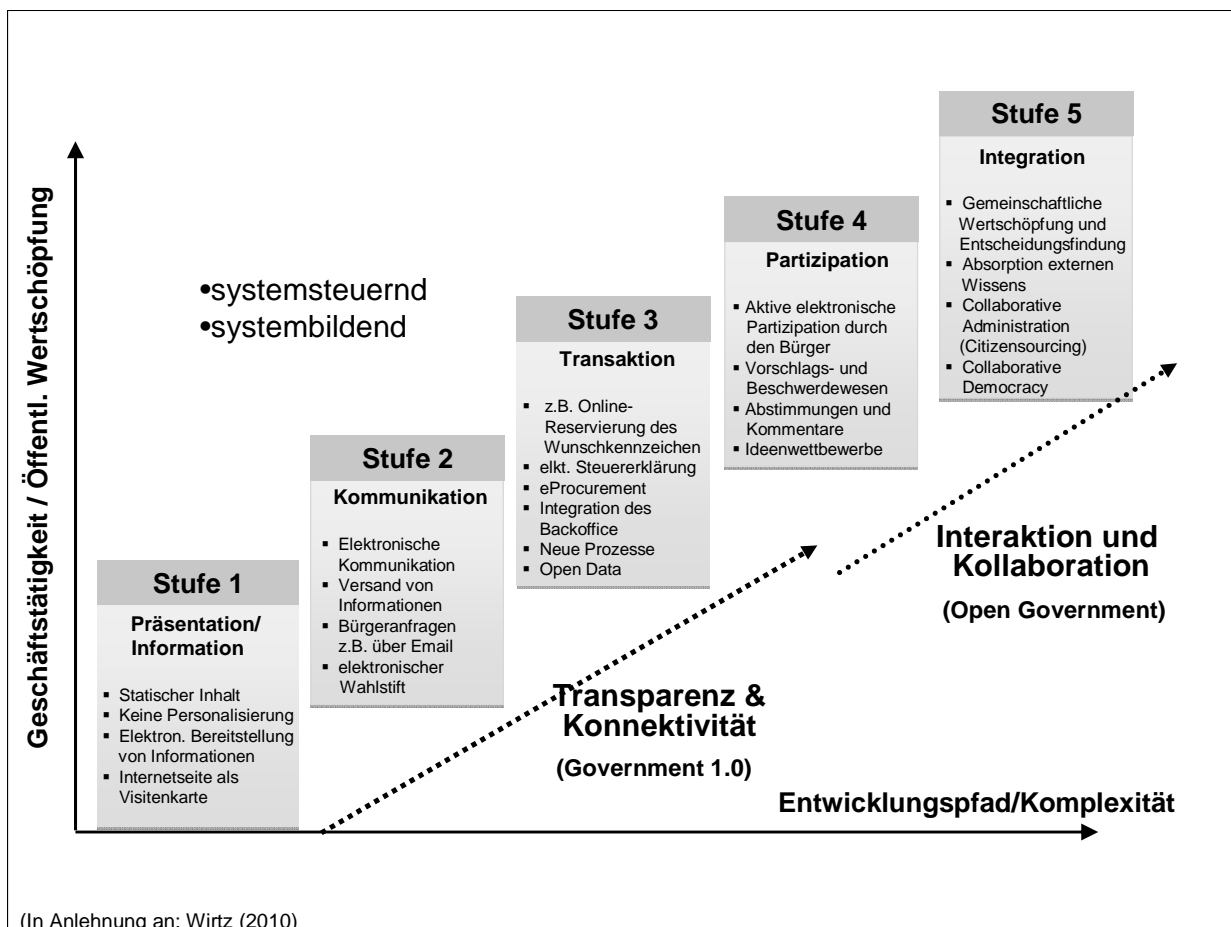 Geschäftstätigkeit / Öffentl. Wertschöpfung
•systemsteuernd
•systembildend
Stufe 1
Präsentation/
Information
▪ Statischer Inhalt
▪ Keine Personalisierung
▪ Elektron. Bereitstellung
von Informationen
▪ Internetseite als
Visitenkarte
Stufe 2
Kommunikation
▪ Elektronische
Kommunikation
▪ Versand von
Informationen
▪ Bürgeranfragen
z.B. über Email
▪ elektronischer
Wahlstift
Stufe 3
Transaktion
▪ z.B. Online-
Reservierung des
Wunschkennzeichen
▪ elkt. Steuererklärung
▪ eProcurement
▪ Integration des
Backoffice
▪ Neue Prozesse
▪ Open Data
Stufe 4
Partizipation
▪ Aktive elektronische
Partizipation durch
den Bürger
▪ Vorschlags- und
Beschwerdewesen
▪ Abstimmungen und
Kommentare
▪ Ideenwettbewerbe
Stufe 5
Integration
▪ Gemeinschaftliche
Wertschöpfung und
Entscheidungsfindung
▪ Absorption externen
Wissens
▪ Collaborative
Administration
(Citizensourcing)
▪ Collaborative
Democracy
Transparenz &
Konnektivität
(Government 1.0)
Interaktion und
Kollaboration
(Open Government)
Entwicklungspfad/Komplexität
(In Anlehnung an: Wirtz (2010)